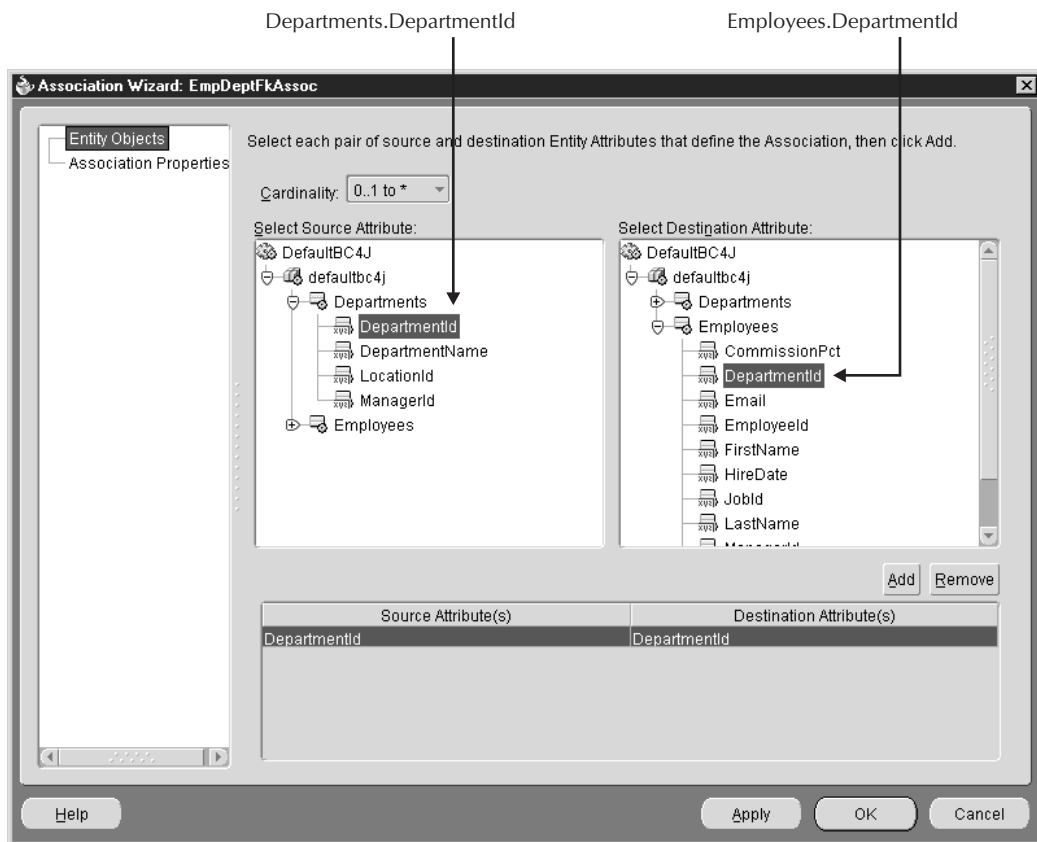 Departments.DepartmentId
Employees.DepartmentId
Association Wizard: EmpDeptFkAssoc
Entity Objects
Association Properties
Select each pair of source and destination Entity Attributes that define the Association, then click Add.
Cardinality: 0..1 to *
Select Source Attribute:
DefaultBC4J
defaultbc4j
Departments
DepartmentId
DepartmentName
LocationId
ManagerId
Employees
Select Destination Attribute:
DefaultBC4J
defaultbc4j
Departments
Employees
CommissionPct
DepartmentId
Email
EmployeeId
FirstName
HireDate
JobId
LastName
Add Remove
Source Attribute(s) Destination Attribute(s)
DepartmentId DepartmentId
Help Apply OK Cancel